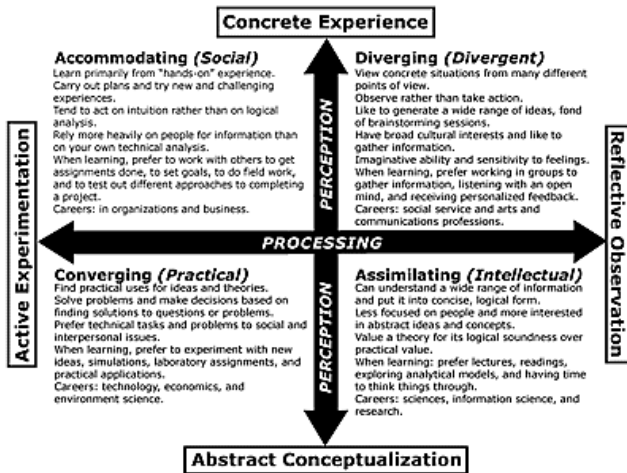 Concrete Experience
Accommodating (Social)
Learn primarily from "hands-on" experience.
Carry out plans and try new and challenging
experiences.
Tend to act on intuition rather than on logical
analysis.
Rely more heavily on people for information than
on your own technical analysis.
When learning, prefer to work with others to get
assignments done, to set goals, to do field work,
and to test out different approaches to completing
a project.
Careers: in organizations and business.
PERCEPTION
Diverging (Divergent)
View concrete situations from many different
points of view.
Observe rather than take action.
Like to generate a wide range of ideas, fond
of brainstorming sessions.
Have broad cultural interests and like to
gather information.
Imaginative ability and sensitivity to feelings.
When learning, prefer working in groups to
gather information, listening with an open
mind, and receiving personalized feedback.
Careers: social service and arts and
communications professions.
Active Experimentation
PROCESSING
Reflective Observation
Converging (Practical)
Find practical uses for ideas and theories.
Solve problems and make decisions based on
finding solutions to questions or problems.
Prefer technical tasks and problems to social and
interpersonal issues.
When learning, prefer to experiment with new
ideas, simulations, laboratory assignments, and
practical applications.
Careers: technology, economics, and
environment science.
PERCEPTION
Assimilating (Intellectual)
Can understand a wide range of information
and put it into concise, logical form.
Less focused on people and more interested
in abstract ideas and concepts.
Value a theory for its logical soundness over
practical value.
When learning: prefer lectures, readings,
exploring analytical models, and having time
to think things through.
Careers: sciences, information science, and
research.
Abstract Conceptualization